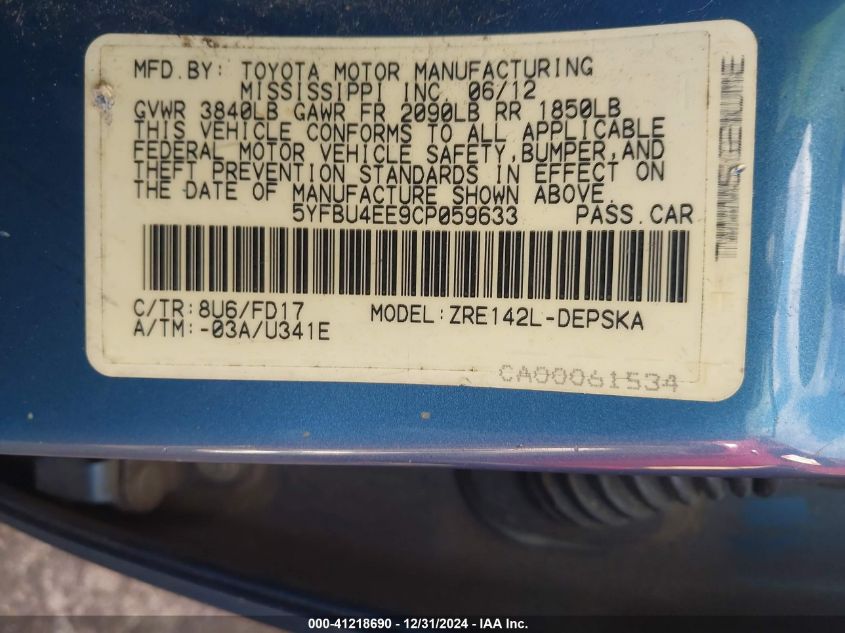 MFD.BY: TOYOTA MOTOR MANUFACTURING
MISSISSIPPI INC. 06/12
GVWR 3840LB GAWR FR 2090LB RR 1850LB
THIS VEHICLE CONFORMS TO ALL APPLICABLE
FEDERAL MOTOR VEHICLE SAFETY,BUMPER,AND
THEFT PREVENTION STANDARDS IN EFFECT ON
THE DATE OF MANUFACTURE SHOWN ABOVE.
5YFBU4EE9CP059633 PASS.CAR
C/TR:8U6/FD17 MODEL:ZRE142L-DEPSKA
A/TM:-03A/U341E
CA00061534
000-41218690 - 12/31/2024 - IAA Inc.